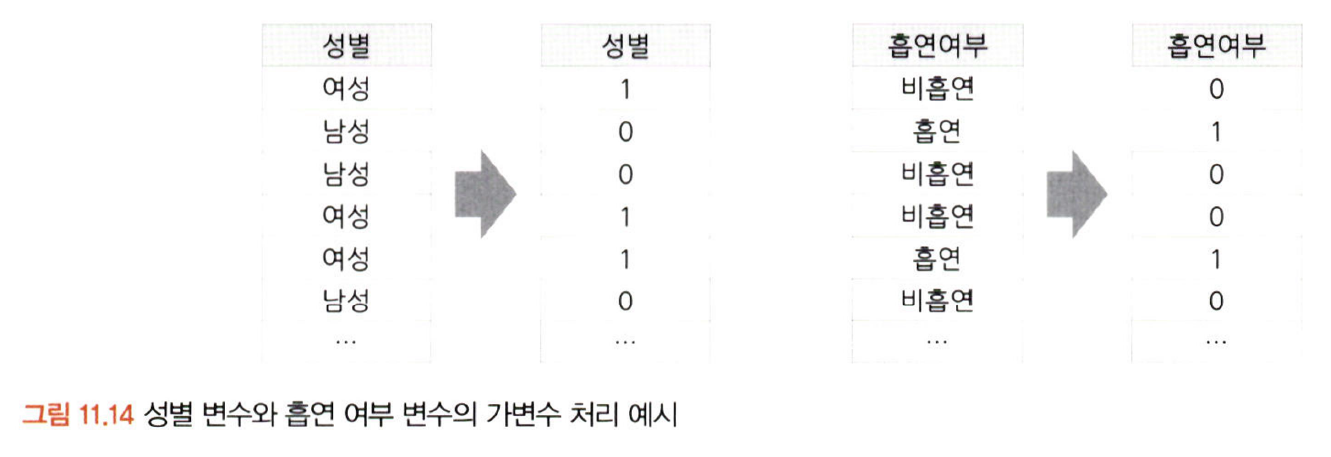 성별 성별 흡연여부 흡연여부
여성 1 비흡연 0
남성 0 흡연 1
남성 0 비흡연 0
여성 1 비흡연 0
여성 1 흡연 1
남성 0 비흡연 0
… … … …
그림 11.14 성별 변수와 흡연 여부 변수의 가변수 처리 예시